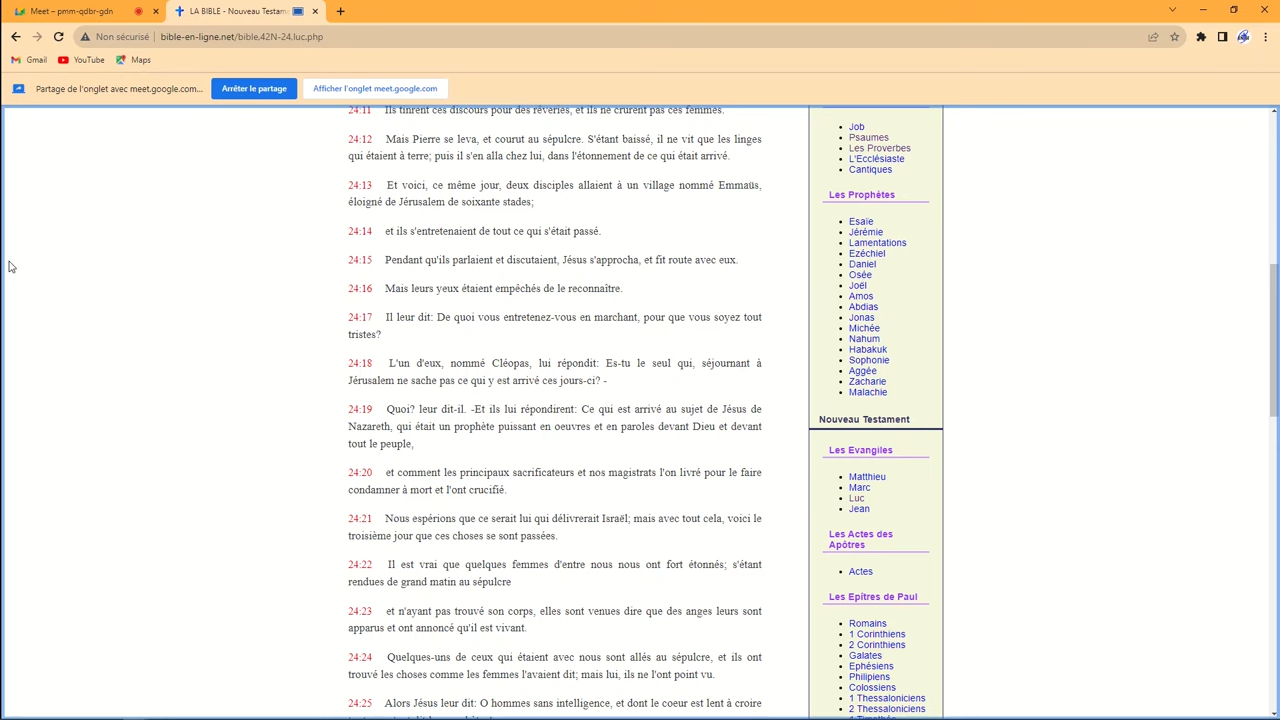 Meet – pmm-qdbr-gdn
LA BIBLE - Nouveau Testam
Non sécurisé
bible-en-ligne.net/bible,42N-24,luc.php
Gmail
YouTube
Maps
Partage de l'onglet avec meet.google.com...
Arrêter le partage
Afficher l'onglet meet.google.com
24:11 Ils tinrent ces discours pour des rêveries, et ils ne crurent pas ces femmes.
24:12 Mais Pierre se leva, et courut au sépulcre. S'étant baissé, il ne vit que les linges
qui étaient à terre; puis il s'en alla chez lui, dans l'étonnement de ce qui était arrivé.
24:13 Et voici, ce même jour, deux disciples allaient à un village nommé Emmaüs,
éloigné de Jérusalem de soixante stades;
24:14 et ils s'entretenaient de tout ce qui s'était passé.
24:15 Pendant qu'ils parlaient et discutaient, Jésus s'approcha, et fit route avec eux.
24:16 Mais leurs yeux étaient empêchés de le reconnaître.
24:17 Il leur dit: De quoi vous entretenez-vous en marchant, pour que vous soyez tout
tristes?
24:18 L'un d'eux, nommé Cléopas, lui répondit: Es-tu le seul qui, séjournant à
Jérusalem ne sache pas ce qui y est arrivé ces jours-ci? -
24:19 Quoi? leur dit-il. -Et ils lui répondirent: Ce qui est arrivé au sujet de Jésus de
Nazareth, qui était un prophète puissant en oeuvres et en paroles devant Dieu et devant
tout le peuple,
24:20 et comment les principaux sacrificateurs et nos magistrats l'on livré pour le faire
condamner à mort et l'ont crucifié.
24:21 Nous espérions que ce serait lui qui délivrerait Israël; mais avec tout cela, voici le
troisième jour que ces choses se sont passées.
24:22 Il est vrai que quelques femmes d'entre nous nous ont fort étonnés; s'étant
rendues de grand matin au sépulcre
24:23 et n'ayant pas trouvé son corps, elles sont venues dire que des anges leurs sont
apparus et ont annoncé qu'il est vivant.
24:24 Quelques-uns de ceux qui étaient avec nous sont allés au sépulcre, et ils ont
trouvé les choses comme les femmes l'avaient dit; mais lui, ils ne l'ont point vu.
24:25 Alors Jésus leur dit: O hommes sans intelligence, et dont le coeur est lent à croire
Job
Psaumes
Les Proverbes
L'Ecclésiaste
Cantiques
Les Prophètes
Esaïe
Jérémie
Lamentations
Ezéchiel
Daniel
Osée
Joël
Amos
Abdias
Jonas
Michée
Nahum
Habakuk
Sophonie
Aggée
Zacharie
Malachie
Nouveau Testament
Les Evangiles
Matthieu
Marc
Luc
Jean
Les Actes des
Apôtres
Actes
Les Epîtres de Paul
Romains
1 Corinthiens
2 Corinthiens
Galates
Ephésiens
Philipiens
Colossiens
1 Thessaloniciens
2 Thessaloniciens